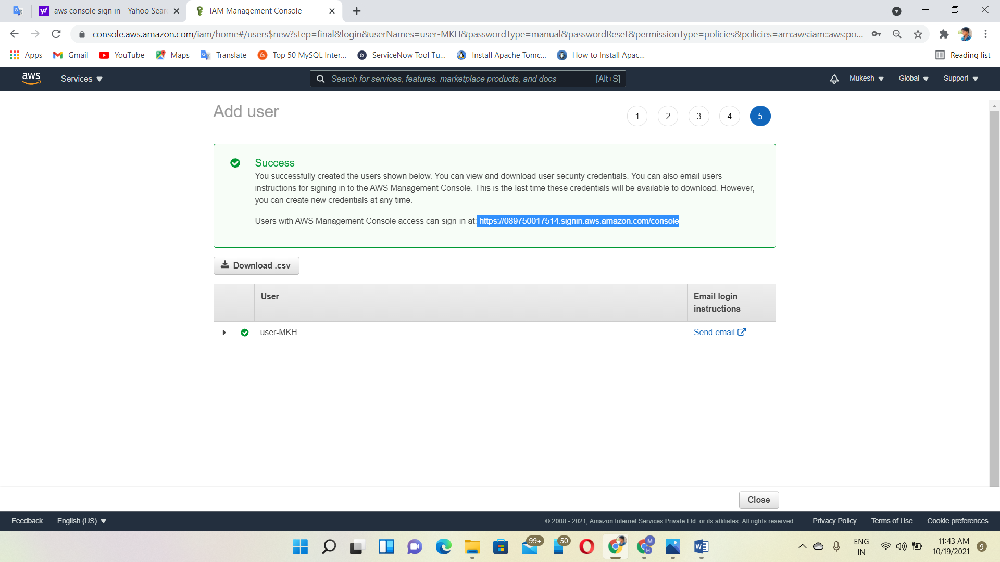 aws console sign in - Yahoo Sear
IAM Management Console
console.aws.amazon.com/iam/home#/users$new?step=final&login&userNames=user-MKH&passwordType=manual&passwordReset&permissionType=policies&policies=arn:aws:iam::aws:po...
Apps
Gmail
YouTube
Maps
Translate
Top 50 MySQL Inter...
ServiceNow Tool Tu...
Install Apache Tomc...
How to Install Apac...
Reading list
aws
Services
Search for services, features, marketplace products, and docs
[Alt+S]
Mukesh
Global
Support
Add user
1
2
3
4
5
Success
You successfully created the users shown below. You can view and download user security credentials. You can also email users
instructions for signing in to the AWS Management Console. This is the last time these credentials will be available to download. However,
you can create new credentials at any time.
Users with AWS Management Console access can sign-in at: https://089750017514.signin.aws.amazon.com/console
Download .csv
User
Email login
instructions
user-MKH
Send email
Close
Feedback
English (US)
© 2008 - 2021, Amazon Internet Services Private Ltd. or its affiliates. All rights reserved.
Privacy Policy
Terms of Use
Cookie preferences
99+
50
M
M
ENG
IN
11:43 AM
10/19/2021
9